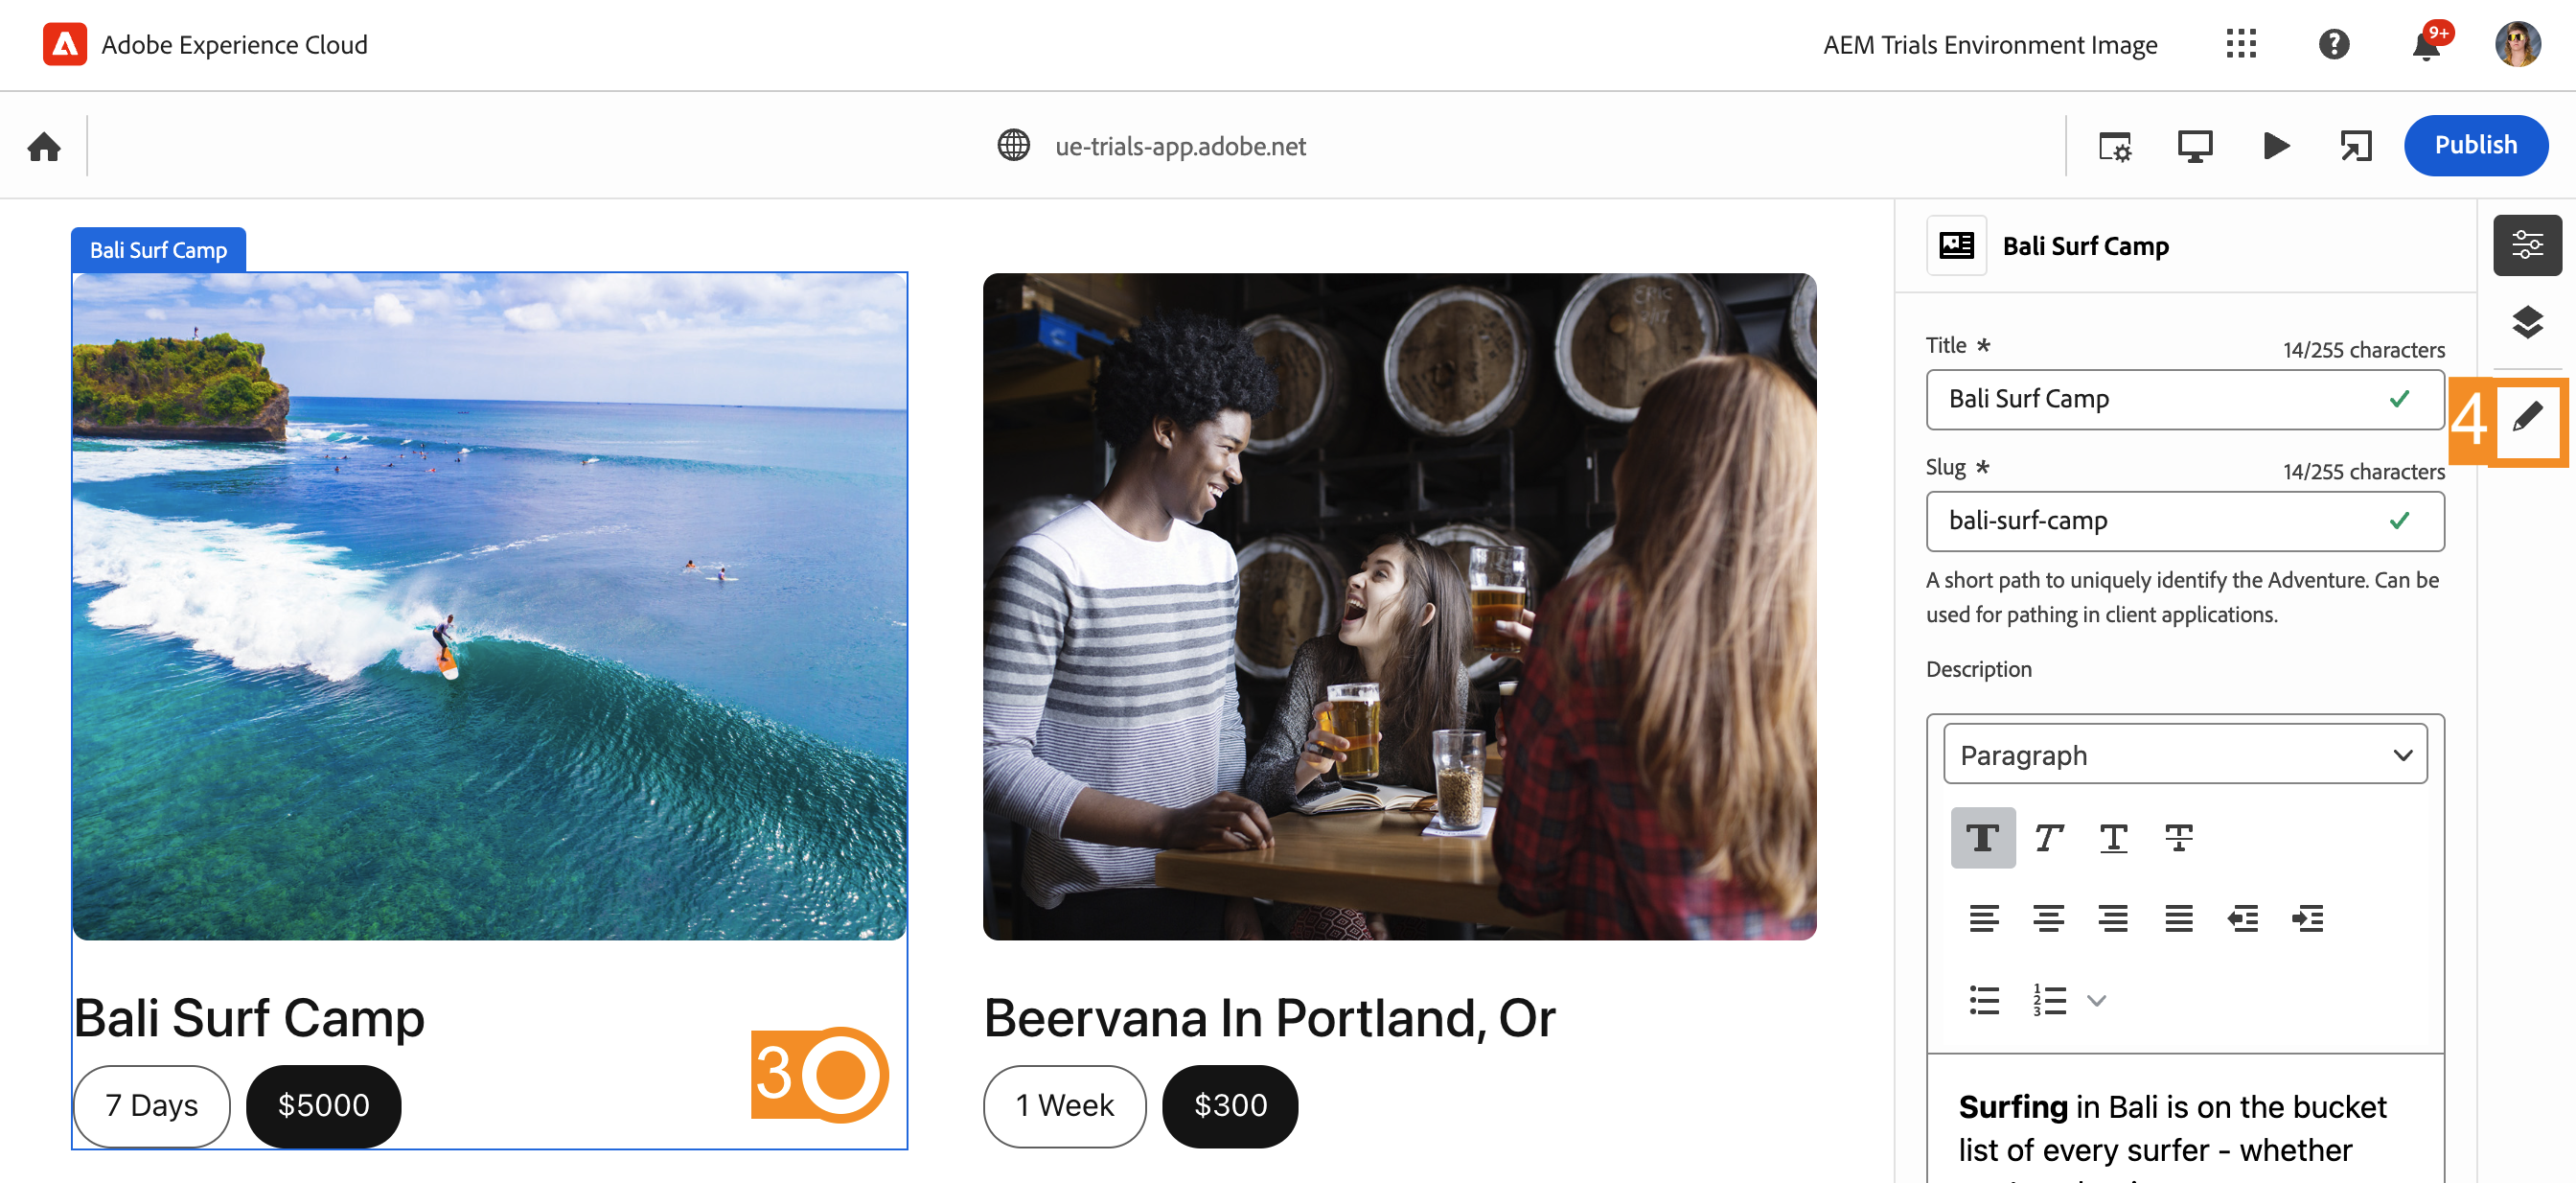 Adobe Experience Cloud
AEM Trials Environment Image
9+
ue-trials-app.adobe.net
Publish
Bali Surf Camp
Bali Surf Camp
7 Days
$5000
3
Beervana In Portland, Or
1 Week
$300
Bali Surf Camp
Title *
14/255 characters
Bali Surf Camp
4
Slug *
14/255 characters
bali-surf-camp
A short path to uniquely identify the Adventure. Can be
used for pathing in client applications.
Description
Paragraph
Surfing in Bali is on the bucket
list of every surfer - whether